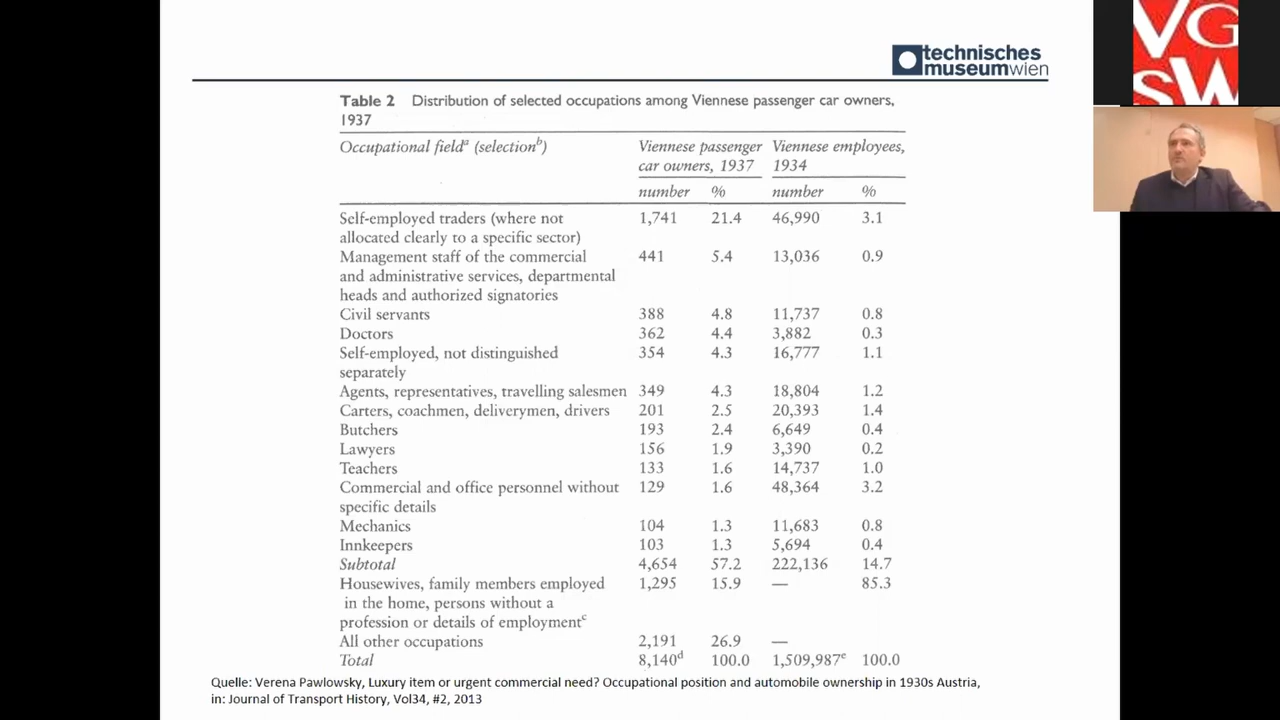 technisches
museumwien
VG
SW
Table 2 Distribution of selected occupations among Viennese passenger car owners,
1937
Occupational fieldᵃ (selectionᵇ) Viennese passenger Viennese employees,
car owners, 1937 1934
number % number %
Self-employed traders (where not 1,741 21.4 46,990 3.1
allocated clearly to a specific sector)
Management staff of the commercial 441 5.4 13,036 0.9
and administrative services, departmental
heads and authorized signatories
Civil servants 388 4.8 11,737 0.8
Doctors 362 4.4 3,882 0.3
Self-employed, not distinguished 354 4.3 16,777 1.1
separately
Agents, representatives, travelling salesmen 349 4.3 18,804 1.2
Carters, coachmen, deliverymen, drivers 201 2.5 20,393 1.4
Butchers 193 2.4 6,649 0.4
Lawyers 156 1.9 3,390 0.2
Teachers 133 1.6 14,737 1.0
Commercial and office personnel without 129 1.6 48,364 3.2
specific details
Mechanics 104 1.3 11,683 0.8
Innkeepers 103 1.3 5,694 0.4
Subtotal 4,654 57.2 222,136 14.7
Housewives, family members employed 1,295 15.9 — 85.3
in the home, persons without a
profession or details of employmentᶜ
All other occupations 2,191 26.9 —
Total 8,140ᵈ 100.0 1,509,987ᵉ 100.0
Quelle: Verena Pawlowsky, Luxury item or urgent commercial need? Occupational position and automobile ownership in 1930s Austria,
in: Journal of Transport History, Vol34, #2, 2013